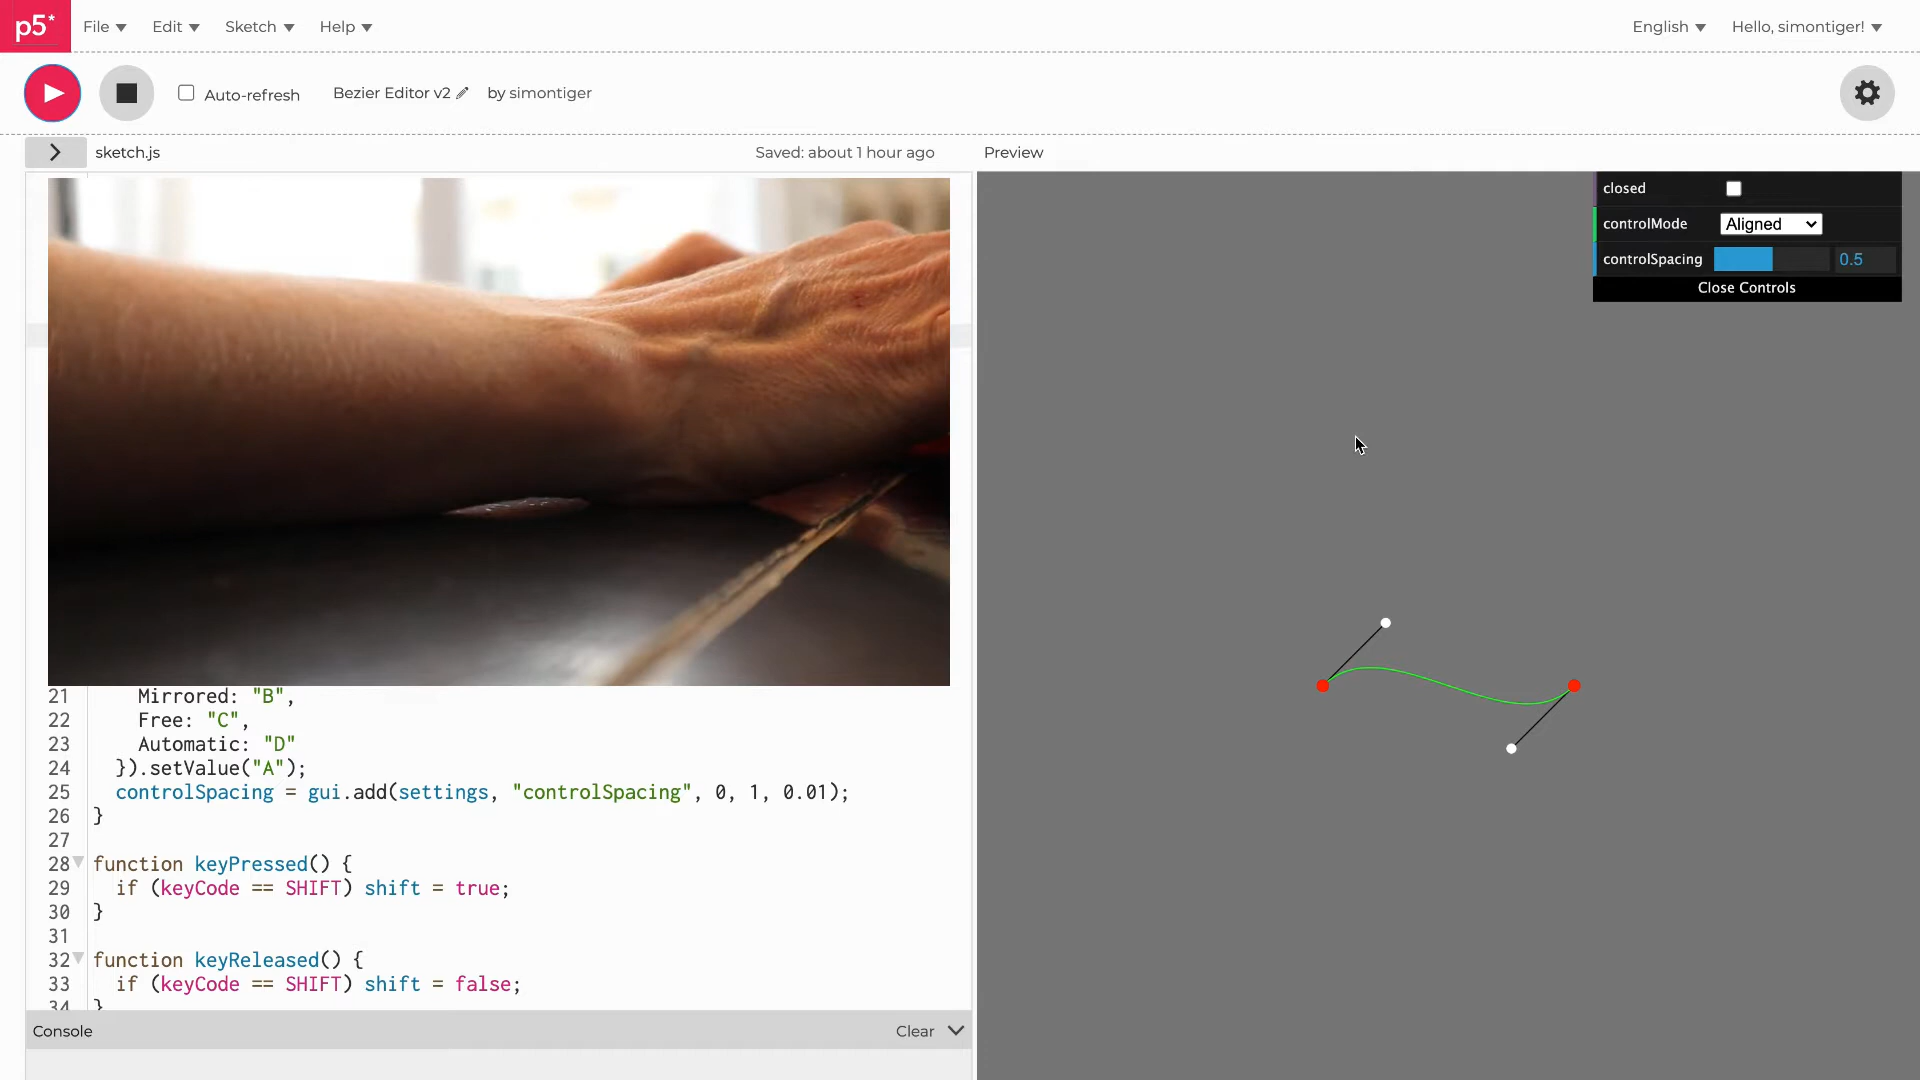 p5* File Edit Sketch Help English Hello, simontiger!
Auto-refresh Bezier Editor v2 by simontiger
sketch.js Saved: about 1 hour ago Preview
closed
controlMode Aligned
controlSpacing 0.5
Close Controls
21 Mirrored: "B",
22 Free: "C",
23 Automatic: "D"
24 }).setValue("A");
25 controlSpacing = gui.add(settings, "controlSpacing", 0, 1, 0.01);
26 }
27
28 function keyPressed() {
29 if (keyCode == SHIFT) shift = true;
30 }
31
32 function keyReleased() {
33 if (keyCode == SHIFT) shift = false;
34 }
Console Clear